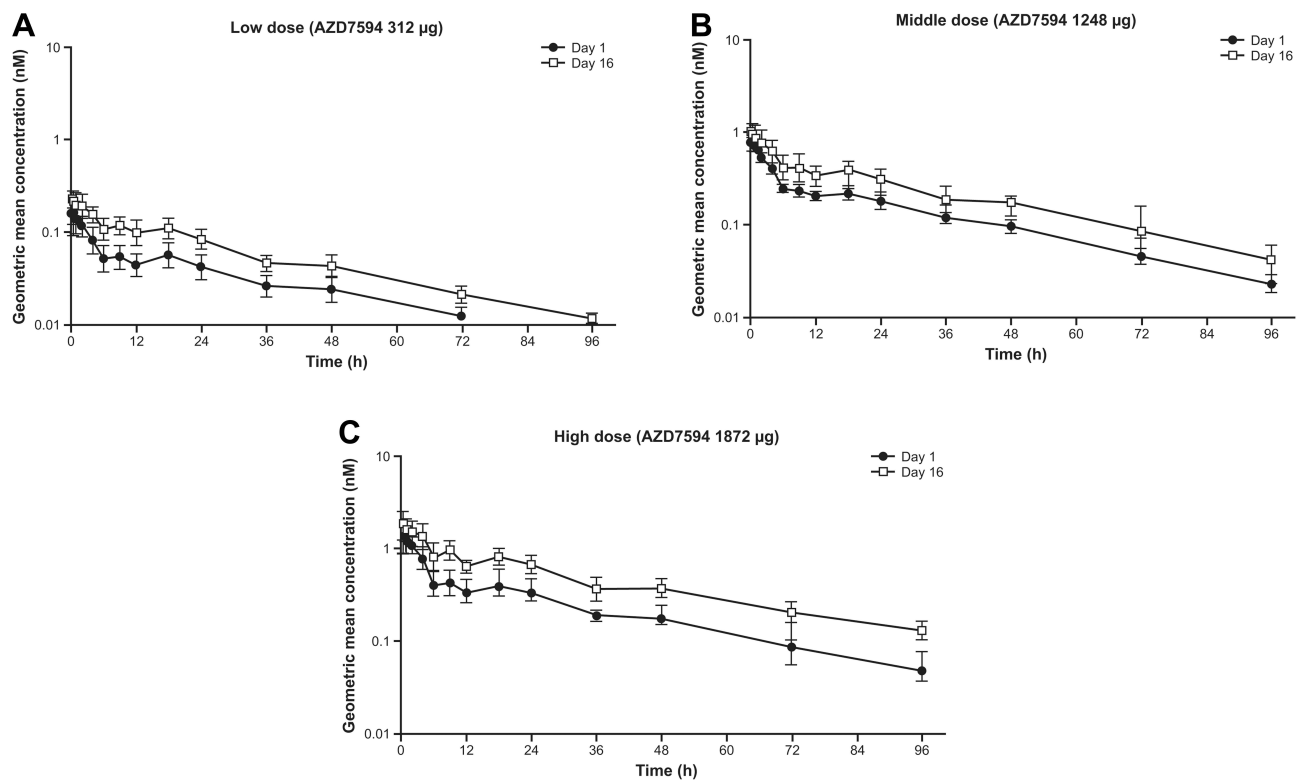 A
Low dose (AZD7594 312 µg)
Day 1
Day 16
Geometric mean concentration (nM)
10
1
0.1
0.01
0 12 24 36 48 60 72 84 96
Time (h)
B
Middle dose (AZD7594 1248 µg)
Day 1
Day 16
Geometric mean concentration (nM)
10
1
0.1
0.01
0 12 24 36 48 60 72 84 96
Time (h)
C
High dose (AZD7594 1872 µg)
Day 1
Day 16
Geometric mean concentration (nM)
10
1
0.1
0.01
0 12 24 36 48 60 72 84 96
Time (h)